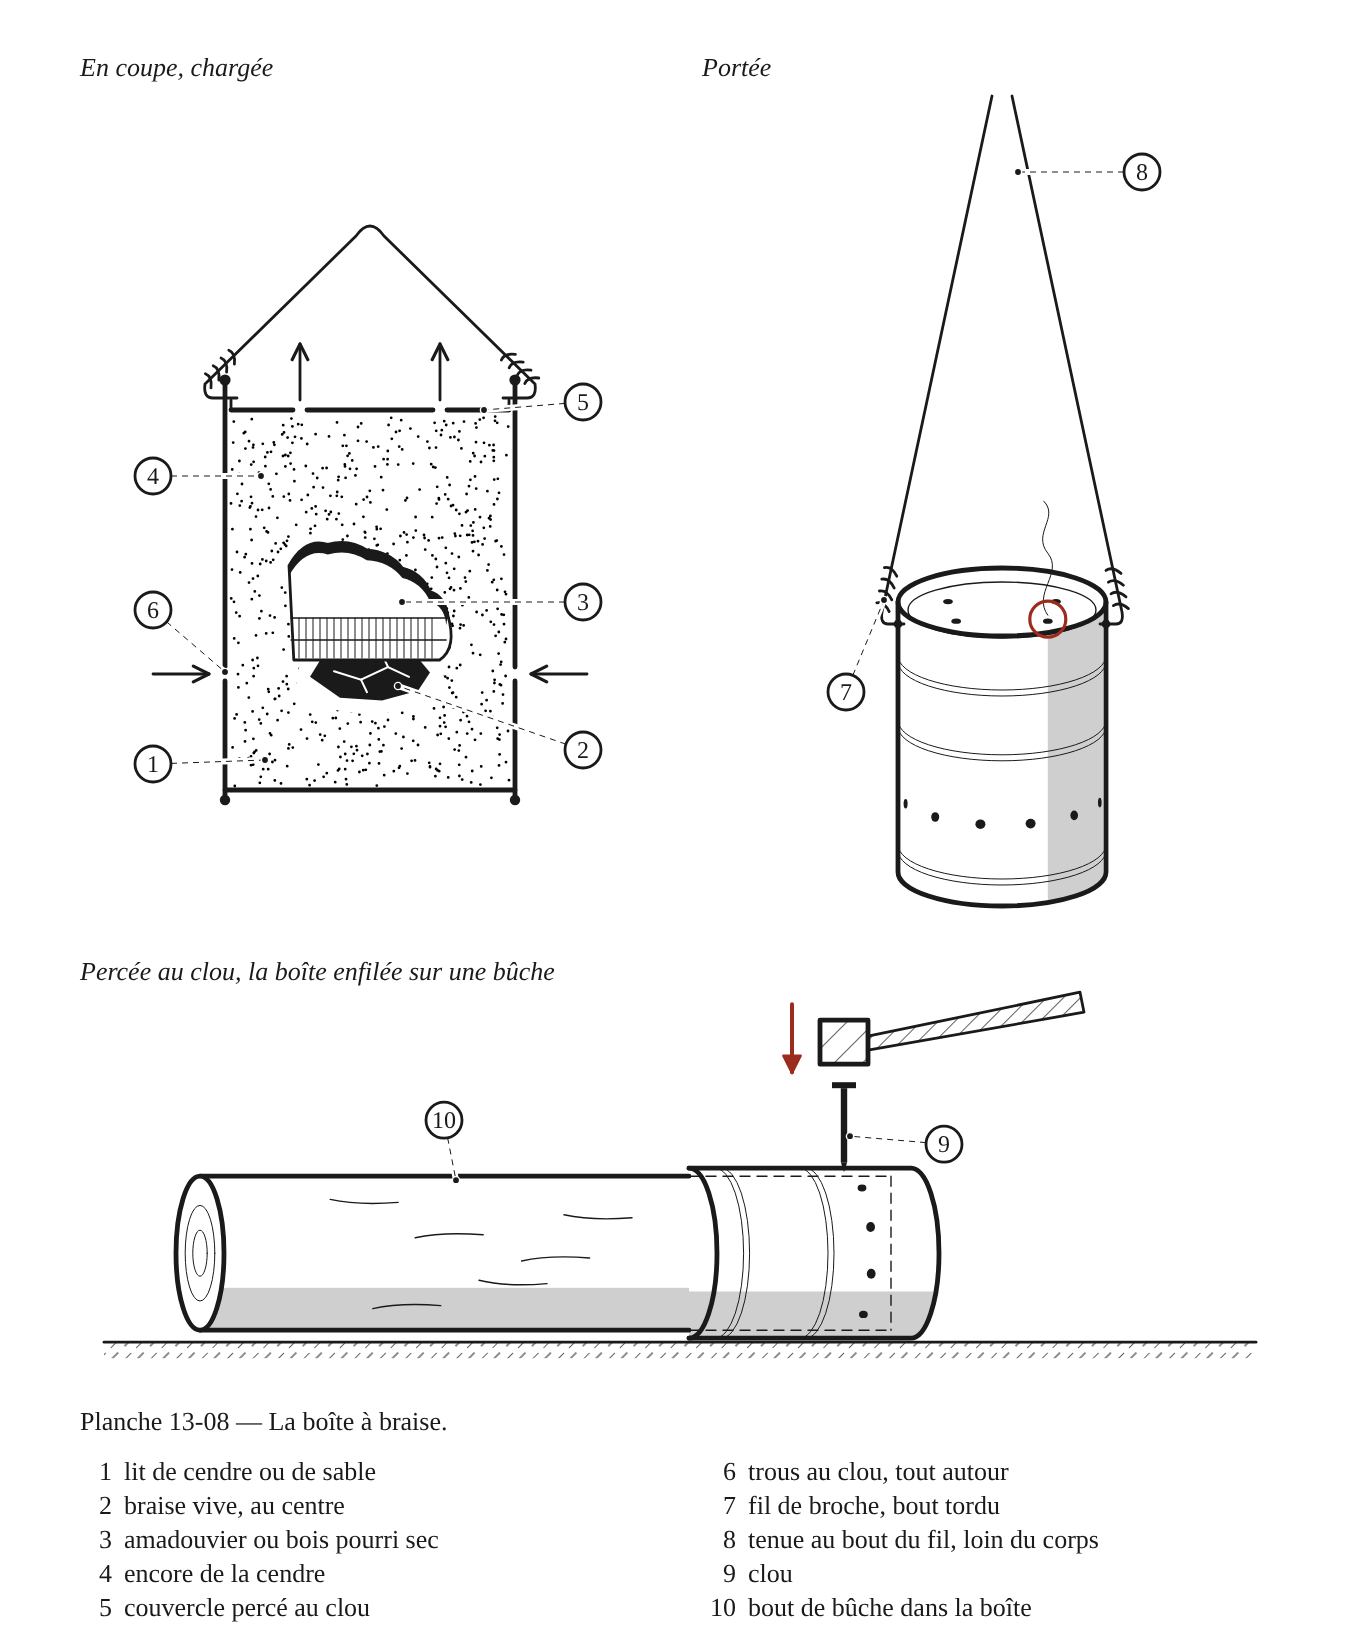 En coupe, chargée
Portée
8
5
4
3
6
7
2
1
Percée au clou, la boîte enfilée sur une bûche
10
9
Planche 13-08 — La boîte à braise.
1 lit de cendre ou de sable
2 braise vive, au centre
3 amadouvier ou bois pourri sec
4 encore de la cendre
5 couvercle percé au clou
6 trous au clou, tout autour
7 fil de broche, bout tordu
8 tenue au bout du fil, loin du corps
9 clou
10 bout de bûche dans la boîte